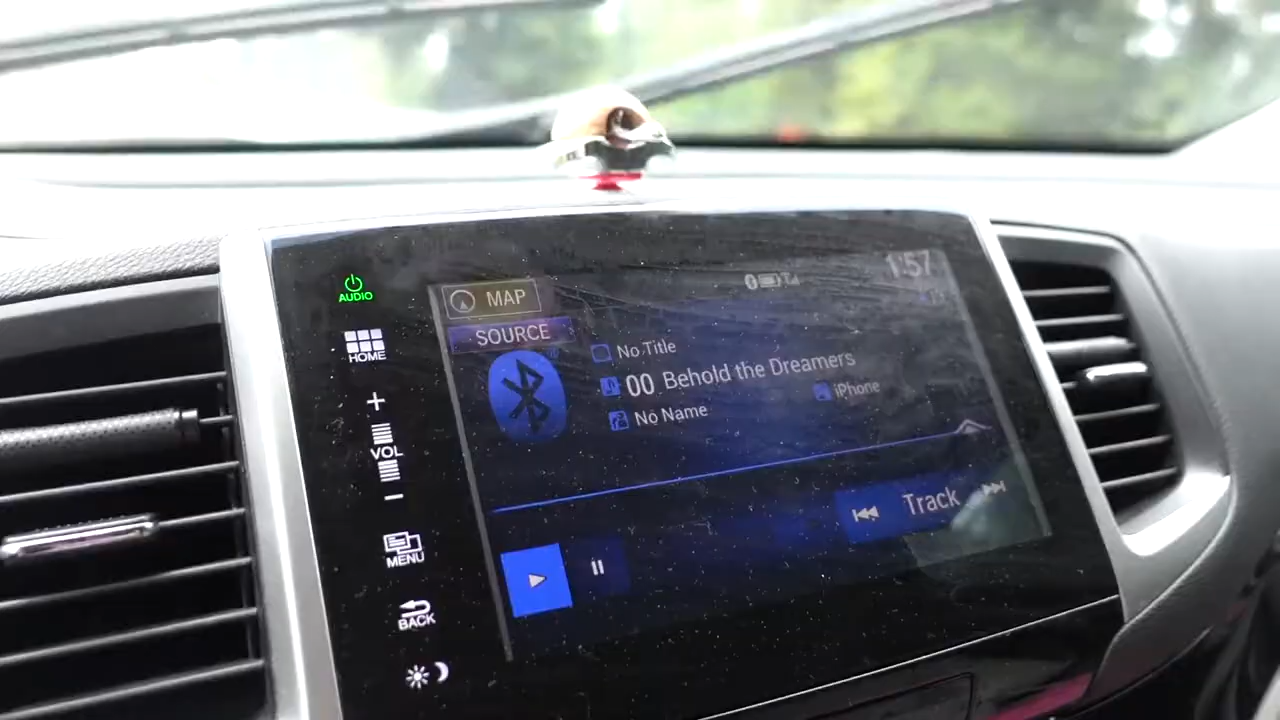 AUDIO
HOME
+
VOL
-
MENU
BACK
MAP
1:57
SOURCE
No Title
00 Behold the Dreamers
iPhone
No Name
Track